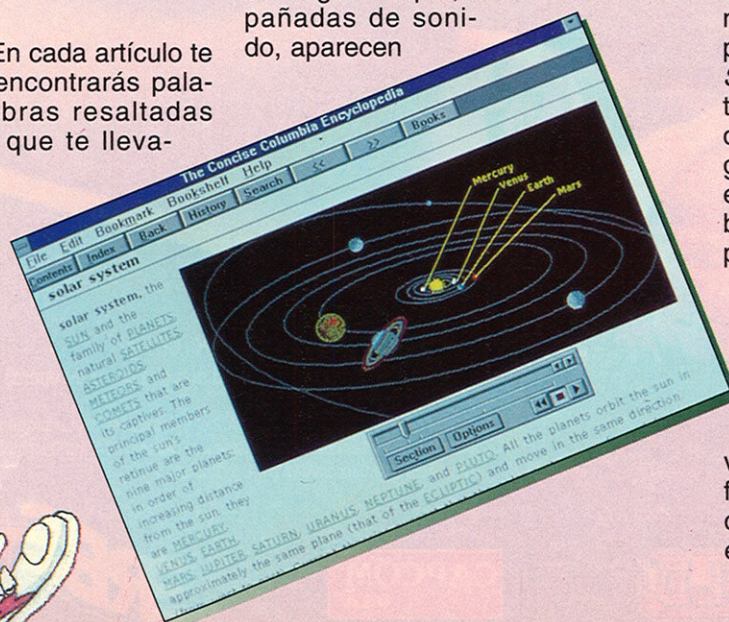 En cada artículo te
encontrarás pala-
bras resaltadas
que te lleva-
pañadas de soni-
do, aparecen
The Concise Columbia Encyclopedia
File Edit Bookmark Bookshelf Help
Contents Index Back History Search << >> Books
solar system
Mercury
Venus
Earth
Mars
solar system, the
SUN and the
family of PLANETS,
natural SATELLITES,
ASTEROIDS,
METEORS, and
COMETS that are
its captives. The
principal members
of the sun's
retinue are the
nine major planets;
in order of
increasing distance
from the sun, they
are MERCURY,
VENUS, EARTH,
MARS, JUPITER, SATURN, URANUS, NEPTUNE, and PLUTO. All the planets orbit the sun in
approximately the same plane (that of the ECLIPTIC) and move in the same direction
Section Options